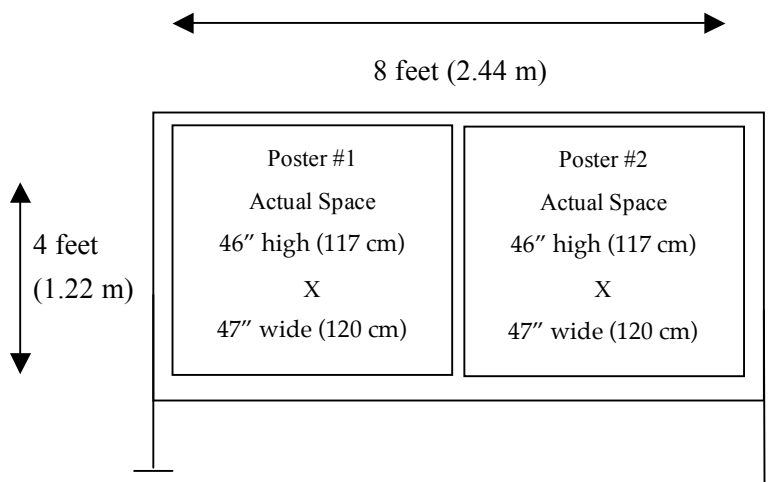 8 feet (2.44 m)
Poster #1
Actual Space
46″ high (117 cm)
X
47″ wide (120 cm)
Poster #2
Actual Space
46″ high (117 cm)
X
47″ wide (120 cm)
4 feet
(1.22 m)